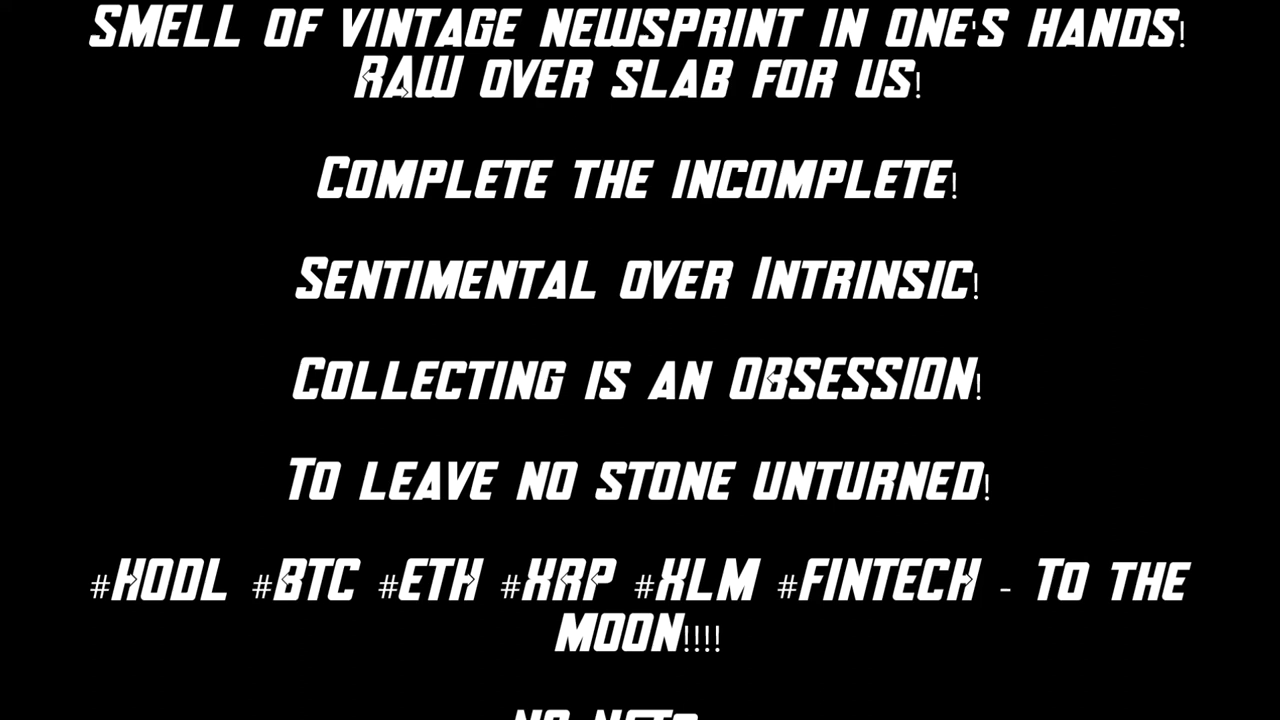 SMELL OF VINTAGE NEWSPRINT IN ONE'S HANDS!
RAW OVER SLAB FOR US!
COMPLETE THE INCOMPLETE!
SENTIMENTAL OVER INTRINSIC!
COLLECTING IS AN OBSESSION!
TO LEAVE NO STONE UNTURNED!
#HODL #BTC #ETH #XRP #XLM #FINTECH - TO THE
MOON!!!!